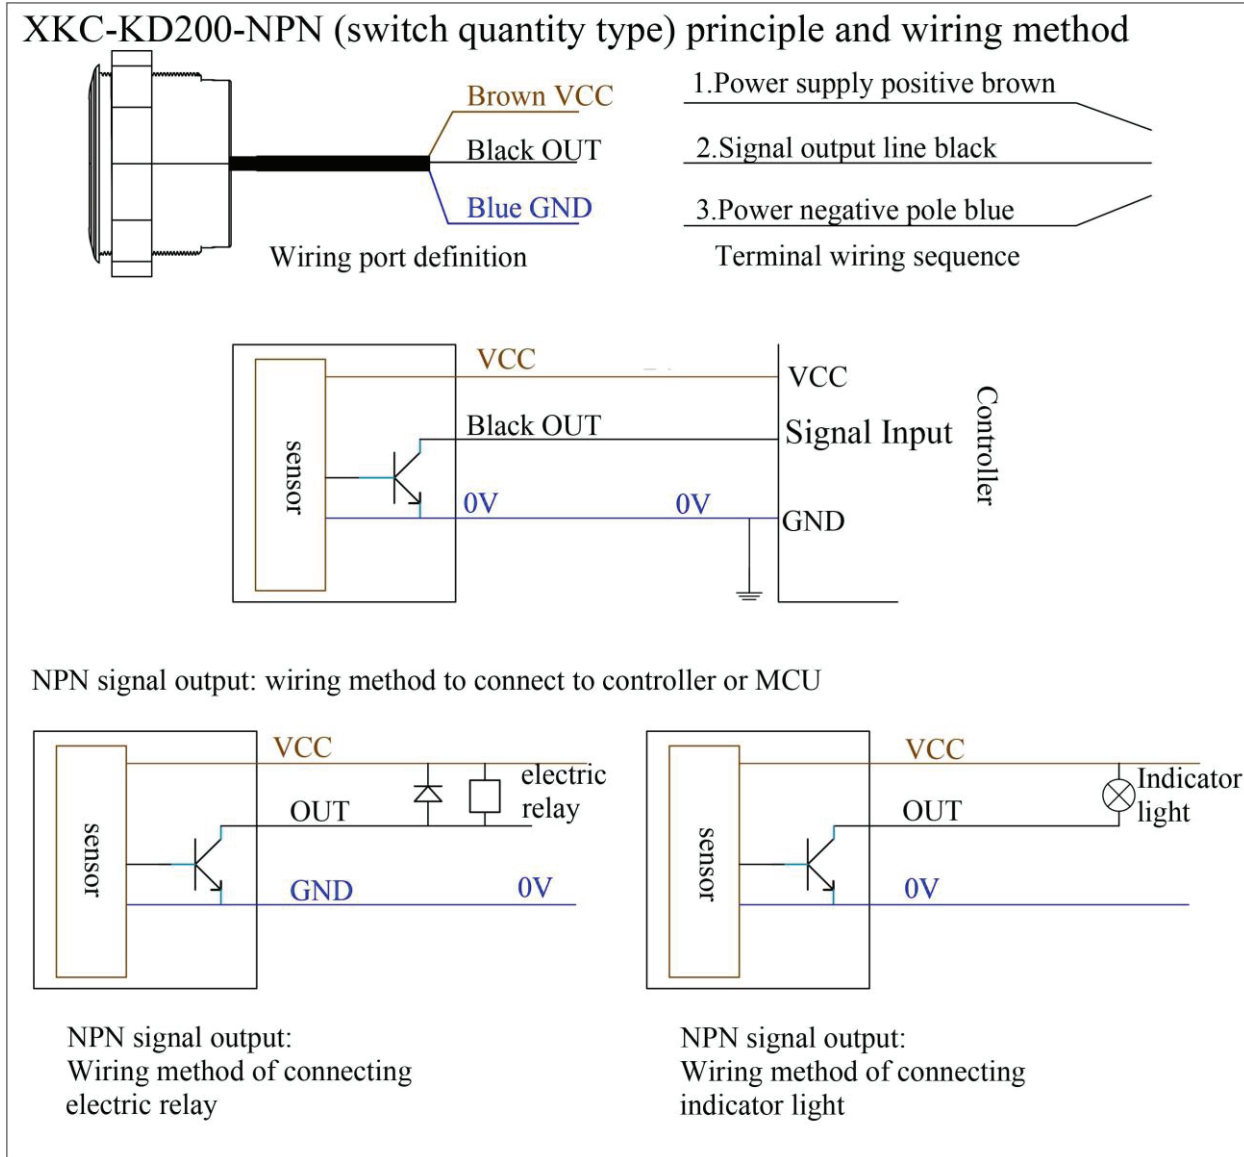 XKC-KD200-NPN (switch quantity type) principle and wiring method
Brown VCC
Black OUT
Blue GND
Wiring port definition
1.Power supply positive brown
2.Signal output line black
3.Power negative pole blue
Terminal wiring sequence
sensor
VCC
Black OUT
0V
0V
VCC
Signal Input
GND
Controller
NPN signal output: wiring method to connect to controller or MCU
sensor
VCC
OUT
GND
0V
electric
relay
NPN signal output:
Wiring method of connecting
electric relay
sensor
VCC
OUT
0V
Indicator
light
NPN signal output:
Wiring method of connecting
indicator light